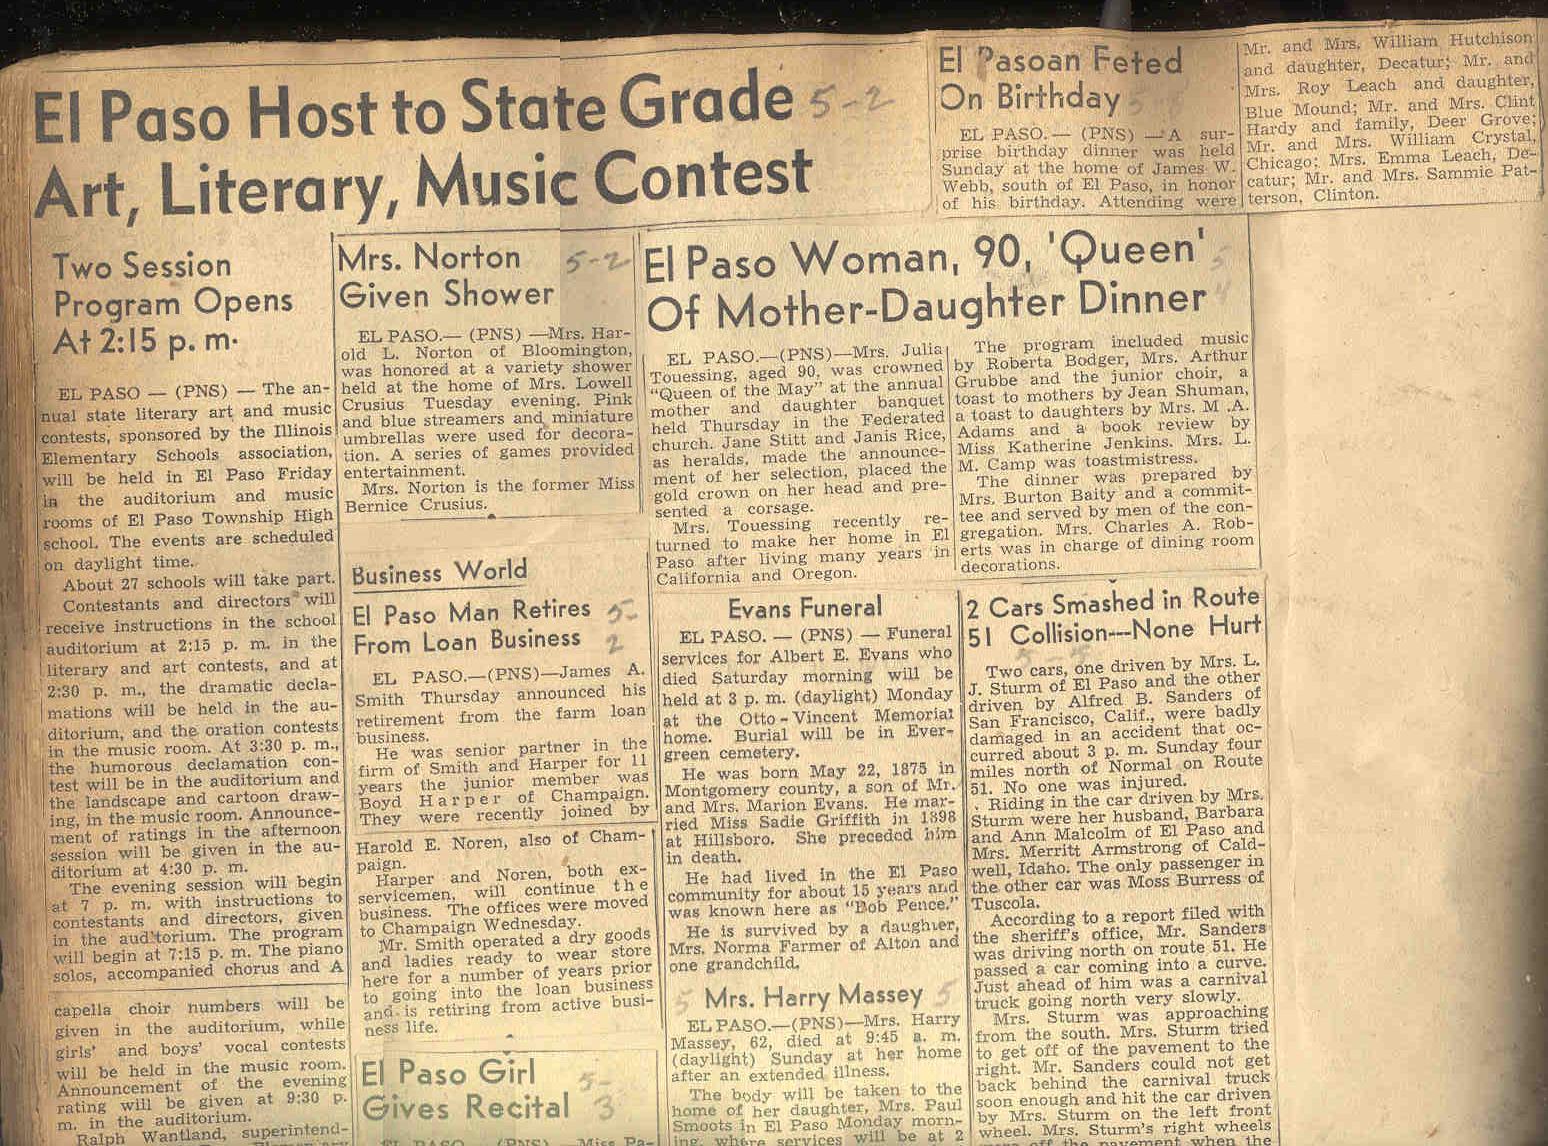 El Paso Host to State Grade
Art, Literary, Music Contest
5-2
Two Session
Program Opens
At 2:15 p. m.
EL PASO — (PNS) — The an-
nual state literary art and music
contests, sponsored by the Illinois
Elementary Schools association,
will be held in El Paso Friday
in the auditorium and music
rooms of El Paso Township High
school. The events are scheduled
on daylight time.
About 27 schools will take part.
Contestants and directors will
receive instructions in the school
auditorium at 2:15 p. m. in the
literary and art contests, and at
2:30 p. m., the dramatic decla-
mations will be held in the au-
ditorium, and the oration contests
in the music room. At 3:30 p. m.,
the humorous declamation con-
test will be in the auditorium and
the landscape and cartoon draw-
ing, in the music room. Announce-
ment of ratings in the afternoon
session will be given in the au-
ditorium at 4:30 p. m.
The evening session will begin
at 7 p. m. with instructions to
contestants and directors, given
in the auditorium. The program
will begin at 7:15 p. m. The piano
solos, accompanied chorus and A
capella choir numbers will be
given in the auditorium, while
girls' and boys' vocal contests
will be held in the music room.
Announcement of the evening
rating will be given at 9:30 p.
m. in the auditorium.
Ralph Wantland, superintend-
Mrs. Norton
Given Shower
5-2
EL PASO.— (PNS) —Mrs. Har-
old L. Norton of Bloomington,
was honored at a variety shower
held at the home of Mrs. Lowell
Crusius Tuesday evening. Pink
and blue streamers and miniature
umbrellas were used for decora-
tion. A series of games provided
entertainment.
Mrs. Norton is the former Miss
Bernice Crusius.
Business World
El Paso Man Retires
From Loan Business
5-
2
EL PASO.—(PNS)—James A.
Smith Thursday announced his
retirement from the farm loan
business.
He was senior partner in the
firm of Smith and Harper for 11
years the junior member was
Boyd Harper of Champaign.
They were recently joined by
Harold E. Noren, also of Cham-
paign.
Harper and Noren, both ex-
servicemen, will continue the
business. The offices were moved
to Champaign Wednesday.
Mr. Smith operated a dry goods
and ladies ready to wear store
here for a number of years prior
to going into the loan business
and is retiring from active busi-
ness life.
El Paso Girl
Gives Recital
5-
3
EL PASO (PNS) Miss Pa-
El Pasoan Feted
On Birthday
EL PASO.— (PNS) —A sur-
prise birthday dinner was held
Sunday at the home of James W.
Webb, south of El Paso, in honor
of his birthday. Attending were
Mr. and Mrs. William Hutchison
and daughter, Decatur; Mr. and
Mrs. Roy Leach and daughter,
Blue Mound; Mr. and Mrs. Clint
Hardy and family, Deer Grove;
Mr. and Mrs. William Crystal,
Chicago; Mrs. Emma Leach, De-
catur; Mr. and Mrs. Sammie Pat-
terson, Clinton.
El Paso Woman, 90, 'Queen'
Of Mother-Daughter Dinner
EL PASO.—(PNS)—Mrs. Julia
Touessing, aged 90, was crowned
"Queen of the May" at the annual
mother and daughter banquet
held Thursday in the Federated
church. Jane Stitt and Janis Rice,
as heralds, made the announce-
ment of her selection, placed the
gold crown on her head and pre-
sented a corsage.
Mrs. Touessing recently re-
turned to make her home in El
Paso after living many years in
California and Oregon.
The program included music
by Roberta Bodger, Mrs. Arthur
Grubbe and the junior choir, a
toast to mothers by Jean Shuman,
a toast to daughters by Mrs. M .A.
Adams and a book review by
Miss Katherine Jenkins. Mrs. L.
M. Camp was toastmistress.
The dinner was prepared by
Mrs. Burton Baity and a commit-
tee and served by men of the con-
gregation. Mrs. Charles A. Rob-
erts was in charge of dining room
decorations.
Evans Funeral
EL PASO. — (PNS) — Funeral
services for Albert E. Evans who
died Saturday morning will be
held at 3 p. m. (daylight) Monday
at the Otto-Vincent Memorial
home. Burial will be in Ever-
green cemetery.
He was born May 22, 1875 in
Montgomery county, a son of Mr.
and Mrs. Marion Evans. He mar-
ried Miss Sadie Griffith in 1898
at Hillsboro. She preceded him
in death.
He had lived in the El Paso
community for about 15 years and
was known here as "Bob Pence."
He is survived by a daughter,
Mrs. Norma Farmer of Alton and
one grandchild.
5 Mrs. Harry Massey 5
EL PASO.—(PNS)—Mrs. Harry
Massey, 62, died at 9:45 a. m.
(daylight) Sunday at her home
after an extended illness.
The body will be taken to the
home of her daughter, Mrs. Paul
Smoots in El Paso Monday morn-
ing, where services will be at 2
2 Cars Smashed in Route
51 Collision---None Hurt
Two cars, one driven by Mrs. L.
J. Sturm of El Paso and the other
driven by Alfred B. Sanders of
San Francisco, Calif., were badly
damaged in an accident that oc-
curred about 3 p. m. Sunday four
miles north of Normal on Route
51. No one was injured.
Riding in the car driven by Mrs.
Sturm were her husband, Barbara
and Ann Malcolm of El Paso and
Mrs. Merritt Armstrong of Cald-
well, Idaho. The only passenger in
the other car was Moss Burress of
Tuscola.
According to a report filed with
the sheriff's office, Mr. Sanders
was driving north on route 51. He
passed a car coming into a curve.
Just ahead of him was a carnival
truck going north very slowly.
Mrs. Sturm was approaching
from the south. Mrs. Sturm tried
to get off of the pavement to the
right. Mr. Sanders could not get
back behind the carnival truck
soon enough and hit the car driven
by Mrs. Sturm on the left front
wheel. Mrs. Sturm's right wheels
were off the pavement when the